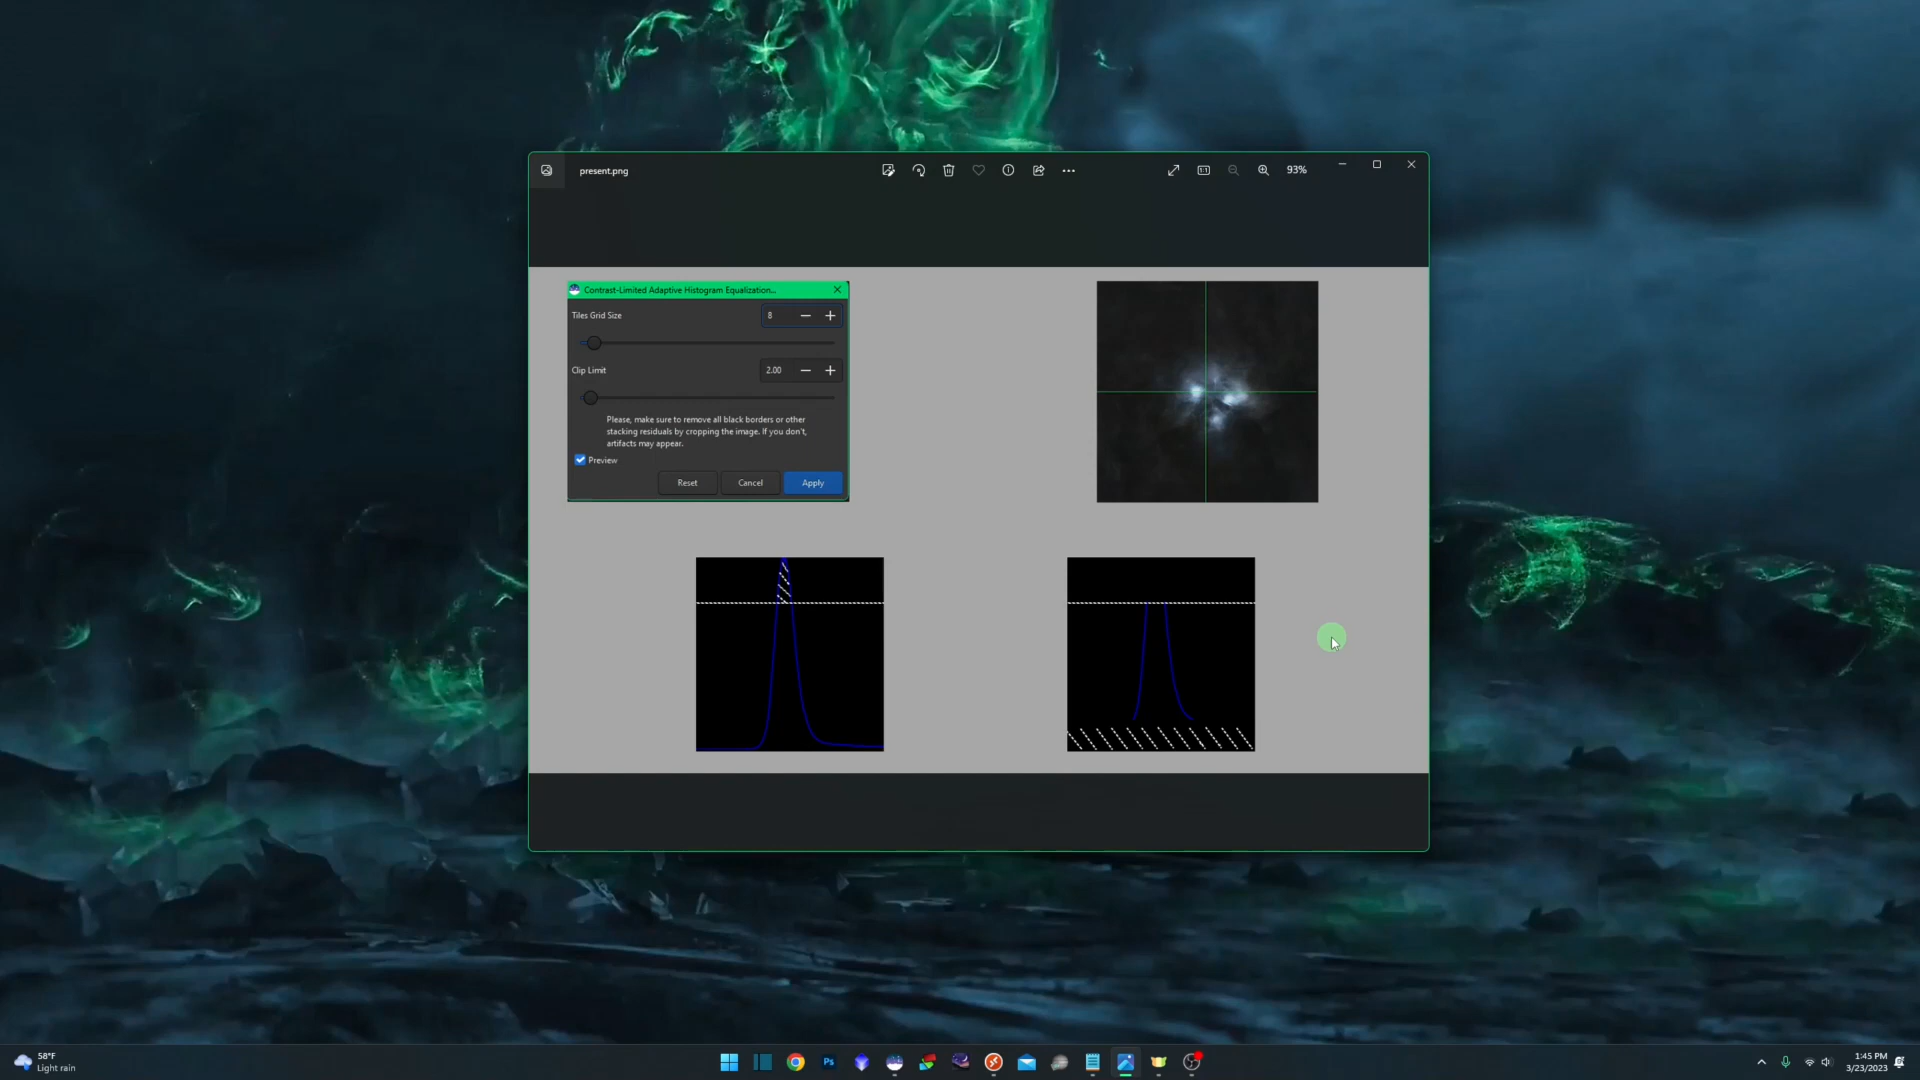 present.png
93%
Contrast-Limited Adaptive Histogram Equalization...
Tiles Grid Size
8
Clip Limit
2.00
Please, make sure to remove all black borders or other
stacking residuals by cropping the image. If you don't,
artifacts may appear.
Preview
Reset
Cancel
Apply
58°F
Light rain
Ps
1:45 PM
3/23/2023